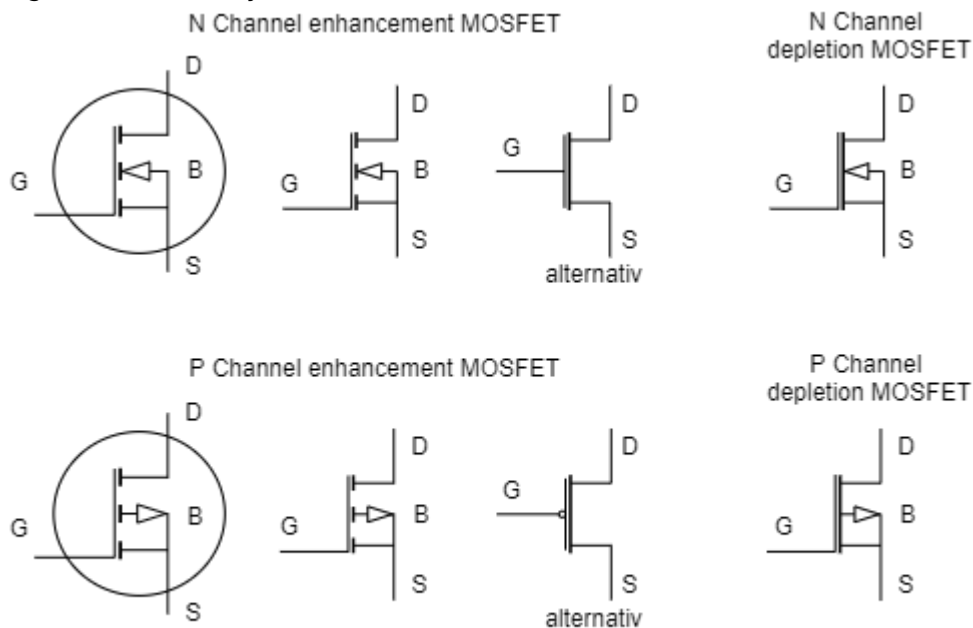 N Channel enhancement MOSFET
N Channel
depletion MOSFET
D
G
B
S
D
G
B
S
D
G
S
alternativ
D
G
B
S
P Channel enhancement MOSFET
P Channel
depletion MOSFET
D
G
B
S
D
G
B
S
D
G
S
alternativ
D
G
B
S